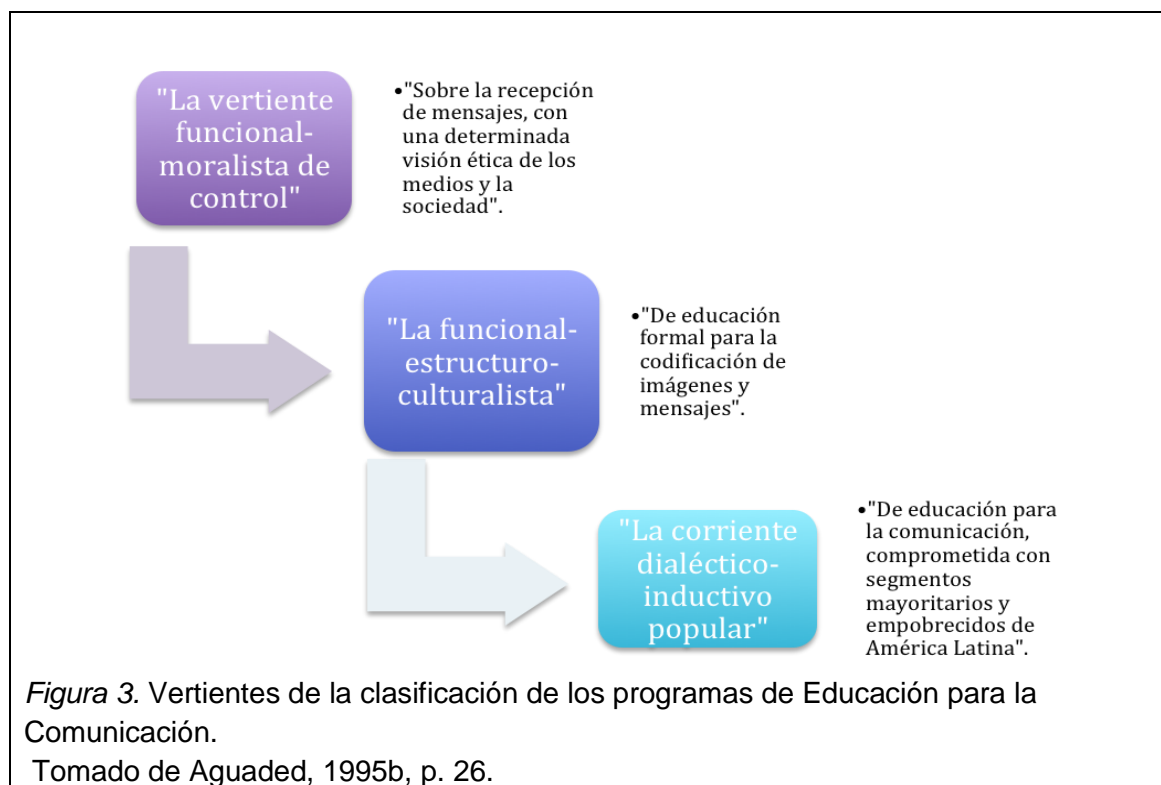 "La vertiente
funcional-
moralista de
control"
•"Sobre la recepción
de mensajes, con
una determinada
visión ética de los
medios y la
sociedad".
"La funcional-
estructuro-
culturalista"
•"De educación
formal para la
codificación de
imágenes y
mensajes".
"La corriente
dialéctico-
inductivo
popular"
•"De educación para
la comunicación,
comprometida con
segmentos
mayoritarios y
empobrecidos de
América Latina".
Figura 3. Vertientes de la clasificación de los programas de Educación para la
Comunicación.
Tomado de Aguaded, 1995b, p. 26.